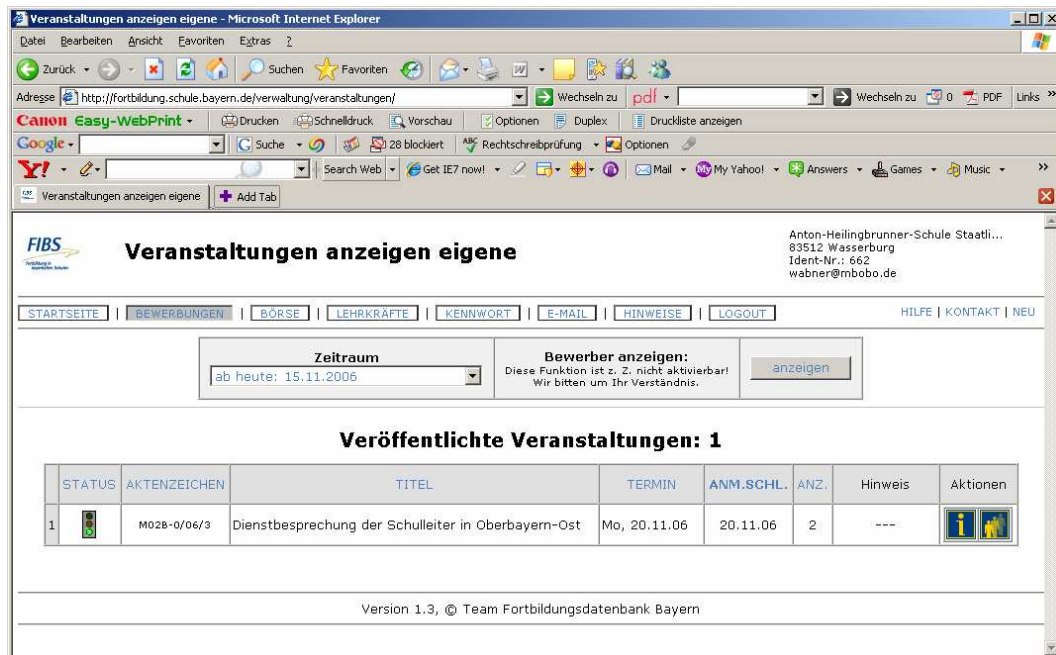 Veranstaltungen anzeigen eigene - Microsoft Internet Explorer
Datei Bearbeiten Ansicht Favoriten Extras ?
Zurück Suchen Favoriten
Adresse http://fortbildung.schule.bayern.de/verwaltung/veranstaltungen/ Wechseln zu pdf Wechseln zu 0 PDF Links »
Canon Easy-WebPrint Drucken Schnelldruck Vorschau Optionen Duplex Druckliste anzeigen
Google Suche 28 blockiert Rechtschreibprüfung Optionen
Y! Search Web Get IE7 now! Mail My Yahoo! Answers Games Music »
Veranstaltungen anzeigen eigene Add Tab
FIBS
Veranstaltungen anzeigen eigene
Anton-Heilingbrunner-Schule Staatli...
83512 Wasserburg
Ident-Nr.: 662
wabner@mbobo.de
STARTSEITE | BEWERBUNGEN | BÖRSE | LEHRKRÄFTE | KENNWORT | E-MAIL | HINWEISE | LOGOUT HILFE | KONTAKT | NEU
Zeitraum
ab heute: 15.11.2006
Bewerber anzeigen:
Diese Funktion ist z. Z. nicht aktivierbar!
Wir bitten um Ihr Verständnis.
anzeigen
Veröffentlichte Veranstaltungen: 1
STATUS AKTENZEICHEN TITEL TERMIN ANM.SCHL. ANZ. Hinweis Aktionen
1 M02B-0/06/3 Dienstbesprechung der Schulleiter in Oberbayern-Ost Mo, 20.11.06 20.11.06 2 --- i
Version 1.3, © Team Fortbildungsdatenbank Bayern